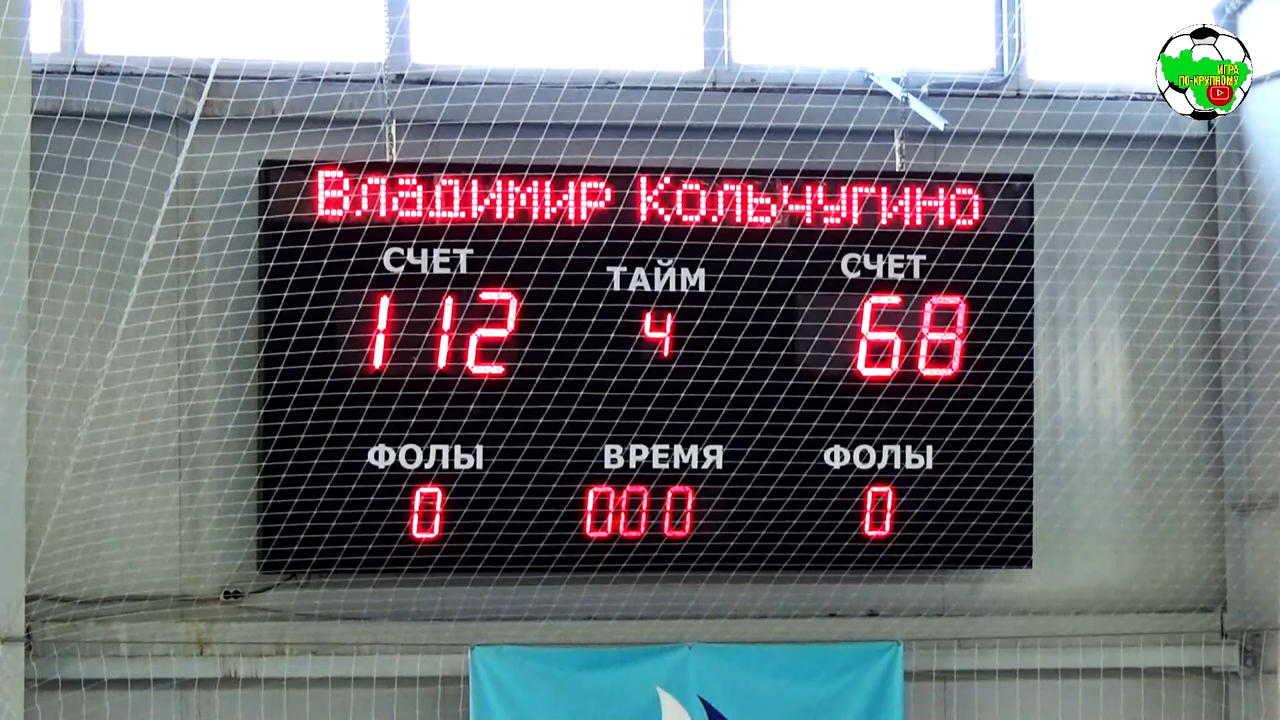 ИГРА
ПО-КРУПНОМУ
Владимир Кольчугино
СЧЕТ ТАЙМ СЧЕТ
112 4 68
ФОЛЫ ВРЕМЯ ФОЛЫ
0 000 0